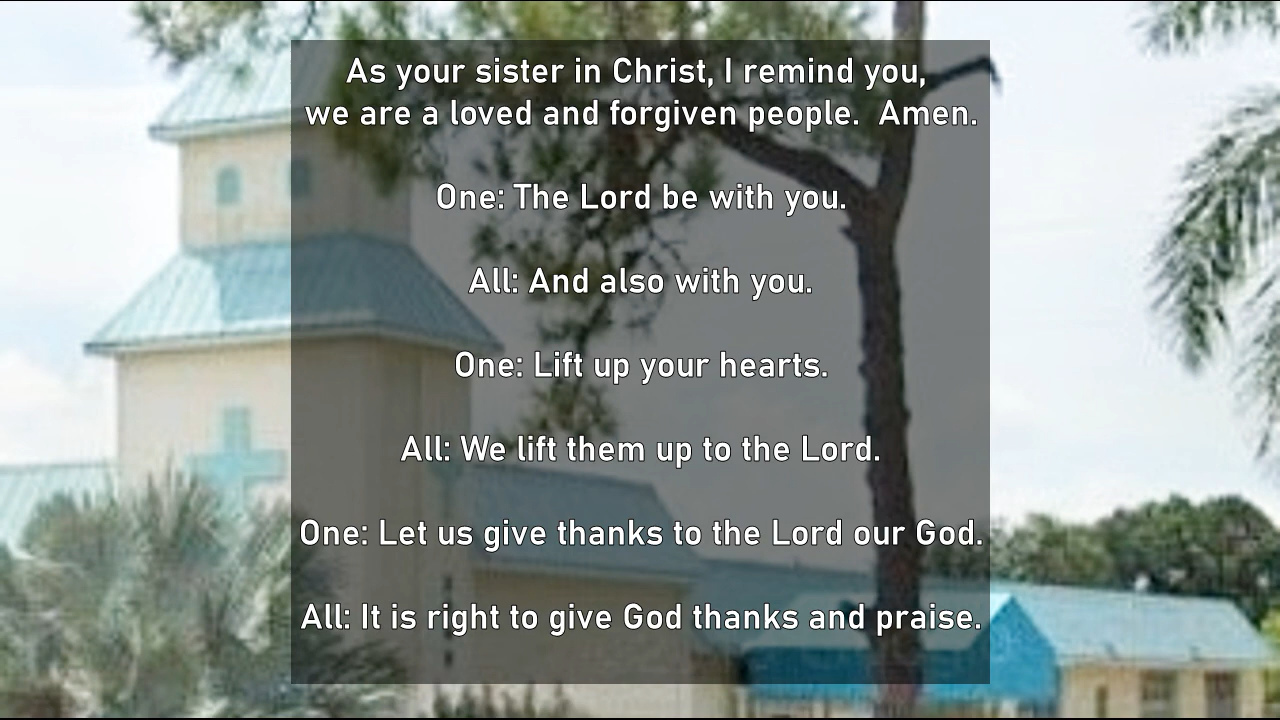 As your sister in Christ, I remind you,
we are a loved and forgiven people.  Amen.
One: The Lord be with you.
All: And also with you.
One: Lift up your hearts.
All: We lift them up to the Lord.
One: Let us give thanks to the Lord our God.
All: It is right to give God thanks and praise.